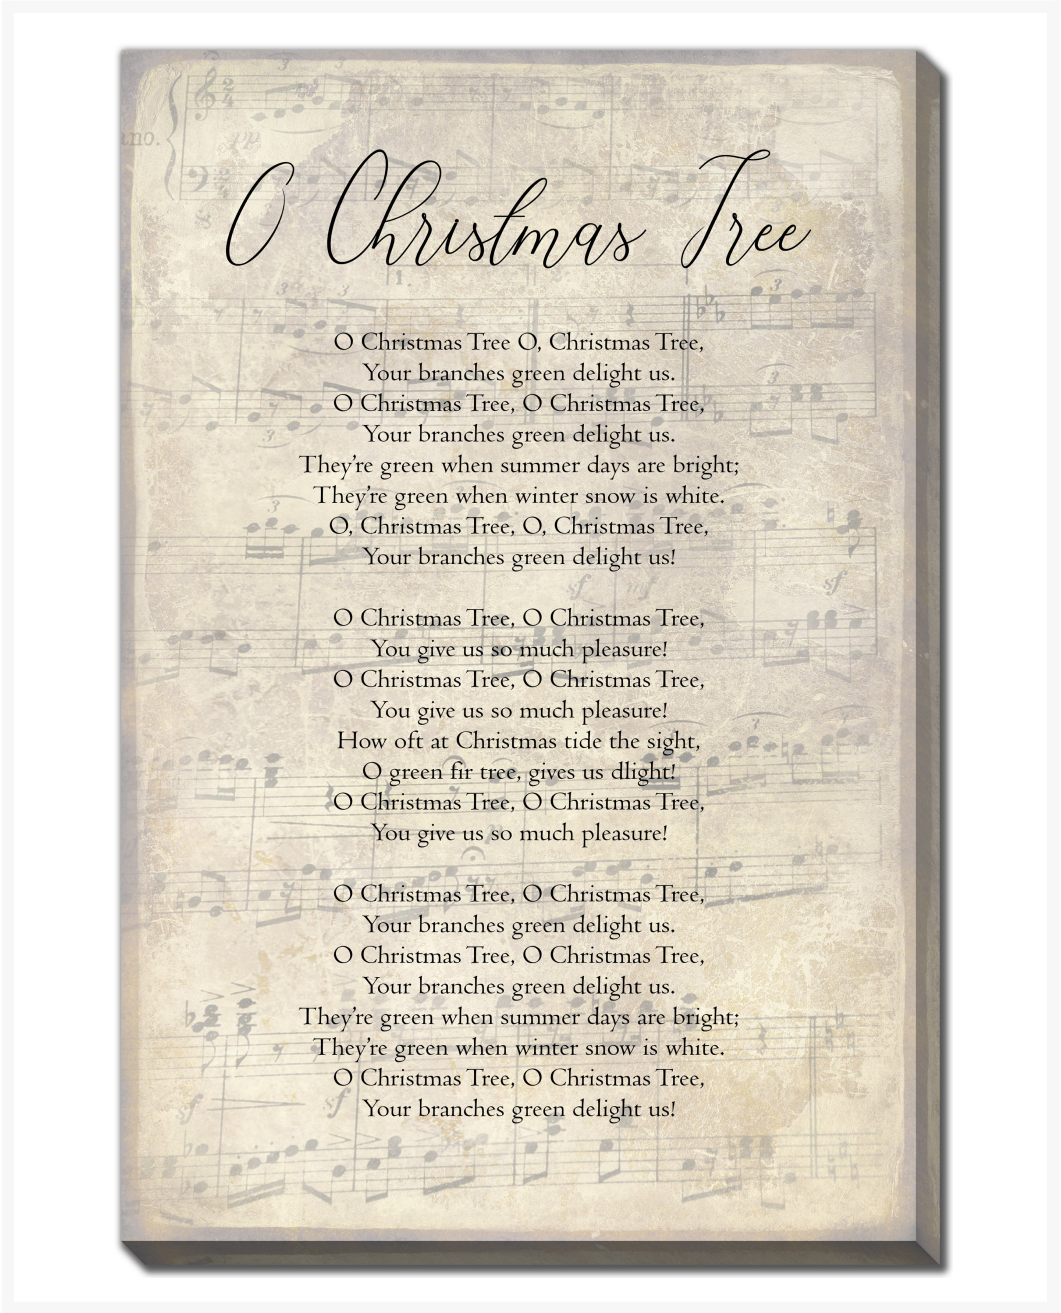 no.
O Christmas Tree
O Christmas Tree O, Christmas Tree,
Your branches green delight us.
O Christmas Tree, O Christmas Tree,
Your branches green delight us.
They're green when summer days are bright;
They're green when winter snow is white.
O, Christmas Tree, O, Christmas Tree,
Your branches green delight us!
O Christmas Tree, O Christmas Tree,
You give us so much pleasure!
O Christmas Tree, O Christmas Tree,
You give us so much pleasure!
How oft at Christmas tide the sight,
O green fir tree, gives us dlight!
O Christmas Tree, O Christmas Tree,
You give us so much pleasure!
O Christmas Tree, O Christmas Tree,
Your branches green delight us.
O Christmas Tree, O Christmas Tree,
Your branches green delight us.
They're green when summer days are bright;
They're green when winter snow is white.
O Christmas Tree, O Christmas Tree,
Your branches green delight us!